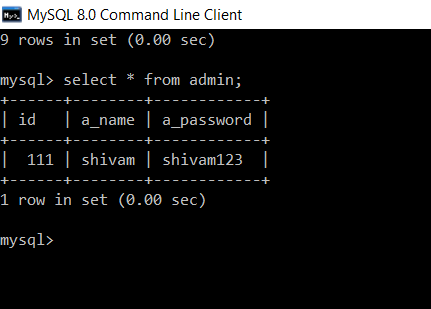 MySQL 8.0 Command Line Client
9 rows in set (0.00 sec)
mysql> select * from admin;
+------+--------+------------+
| id   | a_name | a_password |
+------+--------+------------+
|  111 | shivam | shivam123  |
+------+--------+------------+
1 row in set (0.00 sec)
mysql>